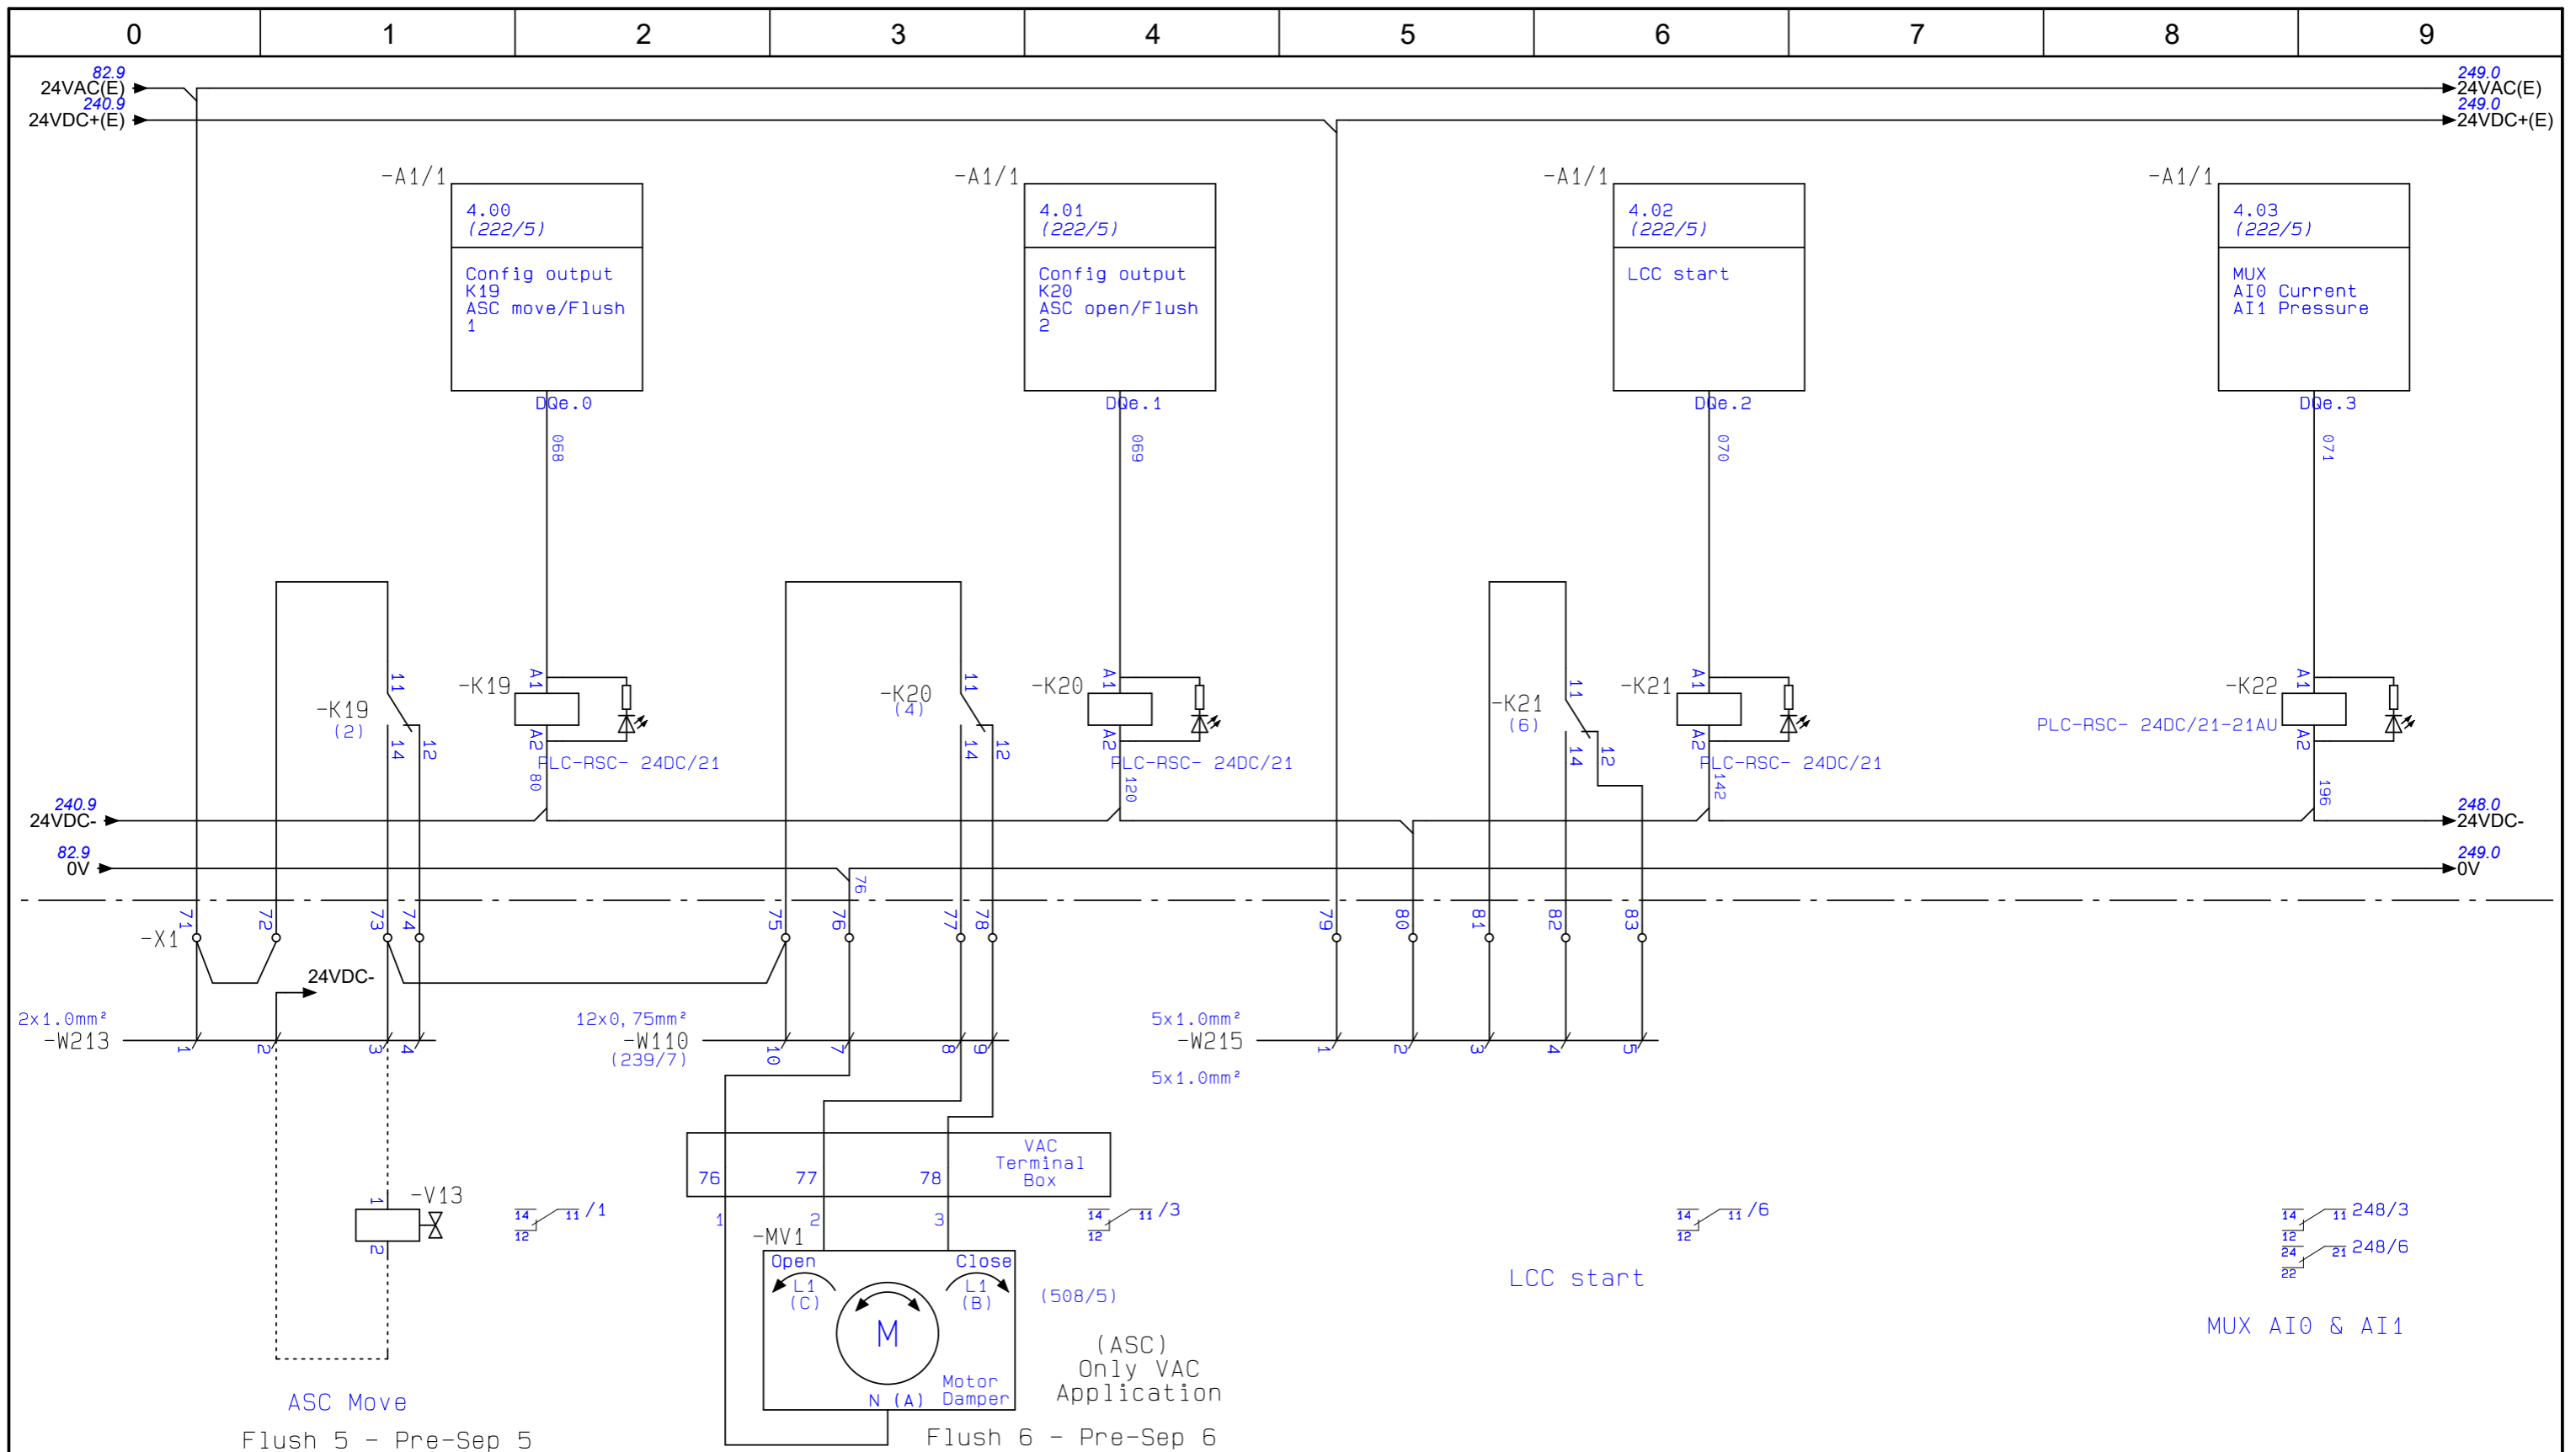 0 1 2 3 4 5 6 7 8 9
82.9
24VAC(E)
240.9
24VDC+(E)
249.0
24VAC(E)
249.0
24VDC+(E)
-A1/1
4.00
(222/5)
Config output
K19
ASC move/Flush
1
DQe.0
068
-A1/1
4.01
(222/5)
Config output
K20
ASC open/Flush
2
DQe.1
069
-A1/1
4.02
(222/5)
LCC start
DQe.2
070
-A1/1
4.03
(222/5)
MUX
AI0 Current
AI1 Pressure
DQe.3
071
-K19
(2)
11
14
12
-K19
A1
A2
PLC-RSC- 24DC/21
80
-K20
(4)
11
14
12
-K20
A1
A2
PLC-RSC- 24DC/21
120
-K21
(6)
11
14
12
-K21
A1
A2
PLC-RSC- 24DC/21
142
-K22
A1
A2
PLC-RSC- 24DC/21-21AU
196
240.9
24VDC-
248.0
24VDC-
82.9
0V
249.0
0V
76
-X1
71 72 73 74 75 76 77 78 79 80 81 82 83
24VDC-
2x1.0mm²
-W213
1 2 3 4
12x0,75mm²
-W110
(239/7)
10 7 8 9
5x1.0mm²
-W215
5x1.0mm²
1 2 3 4 5
VAC
Terminal
Box
76 77 78
1 2 3
-V13
1
2
14 11 /1
12
14 11 /3
12
14 11 /6
12
14 11 248/3
12
24 21 248/6
22
-MV1
Open
L1
(C)
Close
L1
(B)
M
N (A)
Motor
Damper
(508/5)
(ASC)
Only VAC
Application
LCC start
MUX AI0 & AI1
ASC Move
Flush 5 - Pre-Sep 5
Flush 6 - Pre-Sep 6